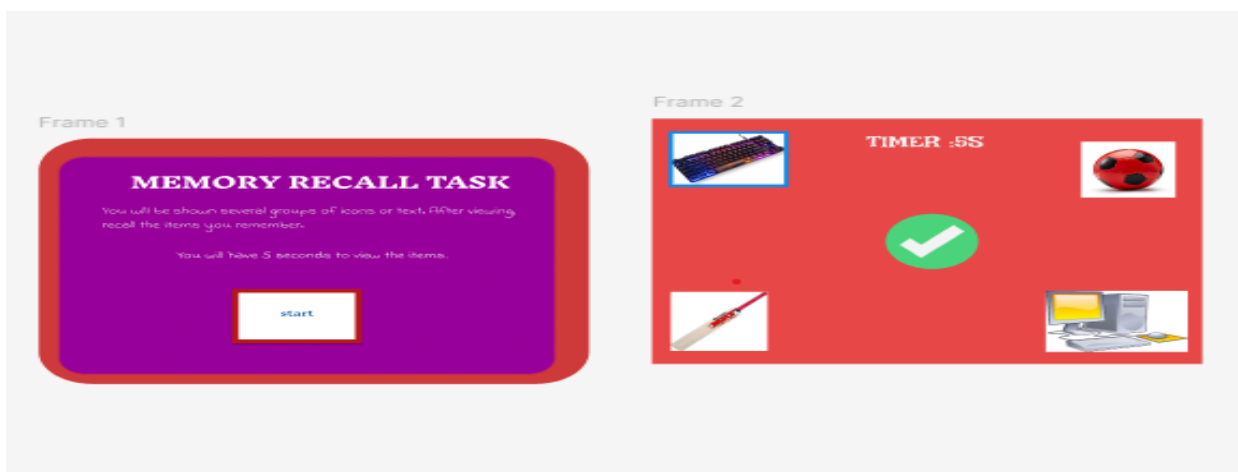 Frame 1
MEMORY RECALL TASK
You will be shown several groups of icons or text. After viewing,
recall the items you remember.
You will have 5 seconds to view the items.
start
Frame 2
TIMER :5S